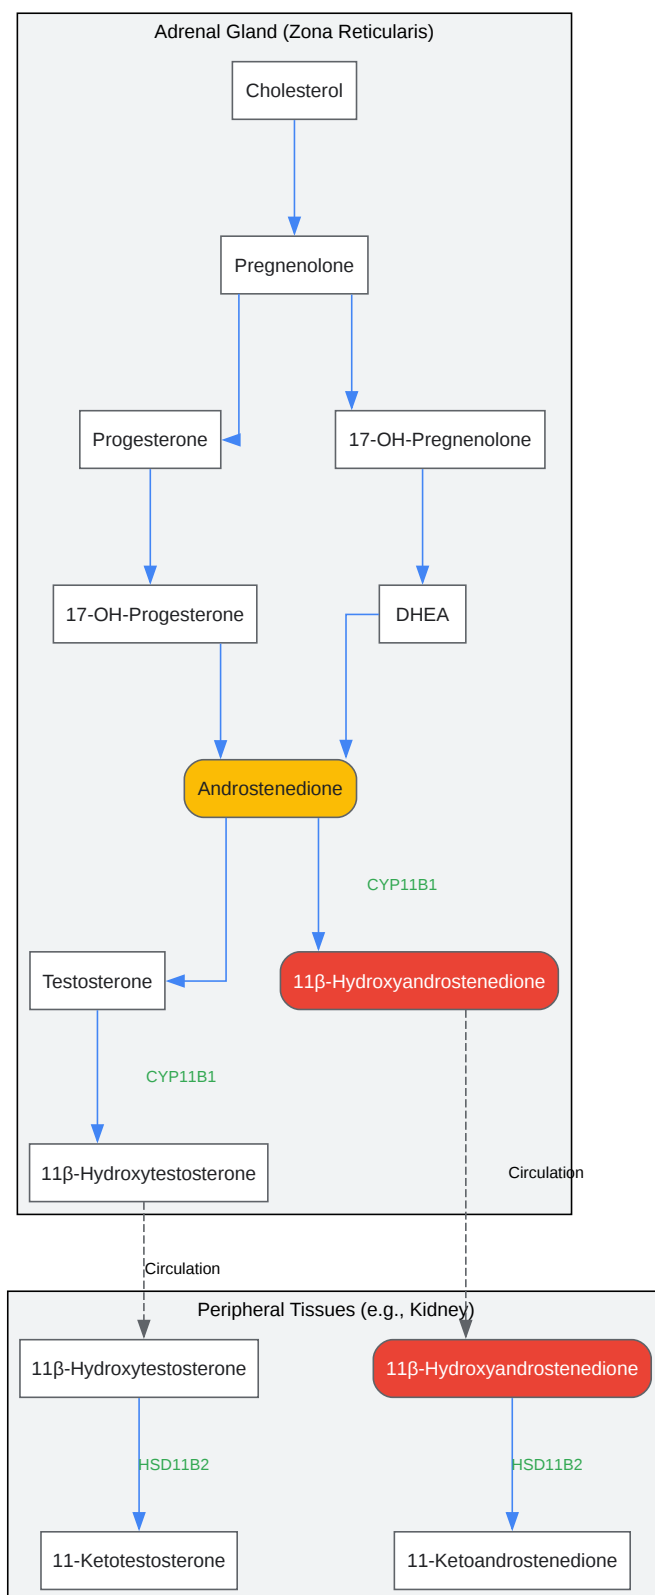 Adrenal Gland (Zona Reticularis)
Cholesterol
Pregnenolone
Progesterone
17-OH-Pregnenolone
17-OH-Progesterone
DHEA
Androstenedione
CYP11B1
Testosterone
11β-Hydroxyandrostenedione
CYP11B1
11β-Hydroxytestosterone
Circulation
Circulation
Peripheral Tissues (e.g., Kidney)
11β-Hydroxytestosterone
11β-Hydroxyandrostenedione
HSD11B2
HSD11B2
11-Ketotestosterone
11-Ketoandrostenedione